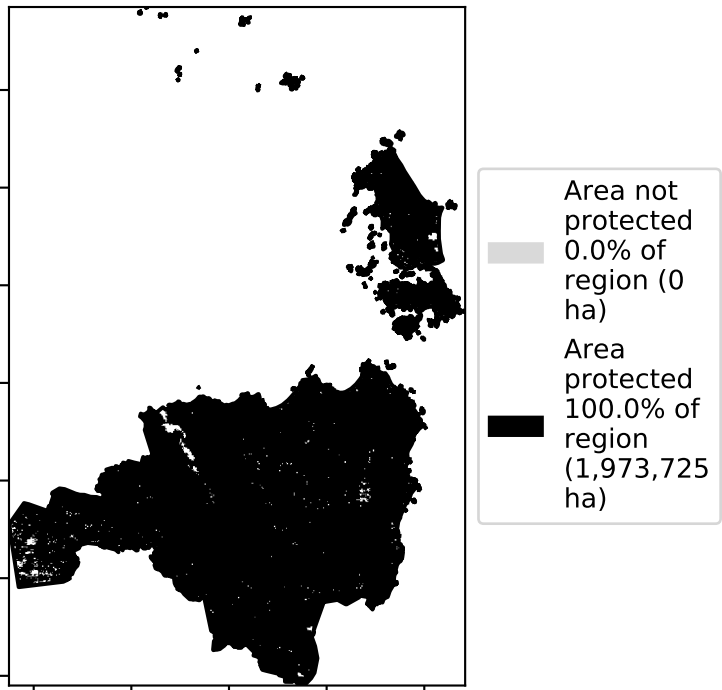 Area not
protected
0.0% of
region (0
ha)
Area
protected
100.0% of
region
(1,973,725
ha)